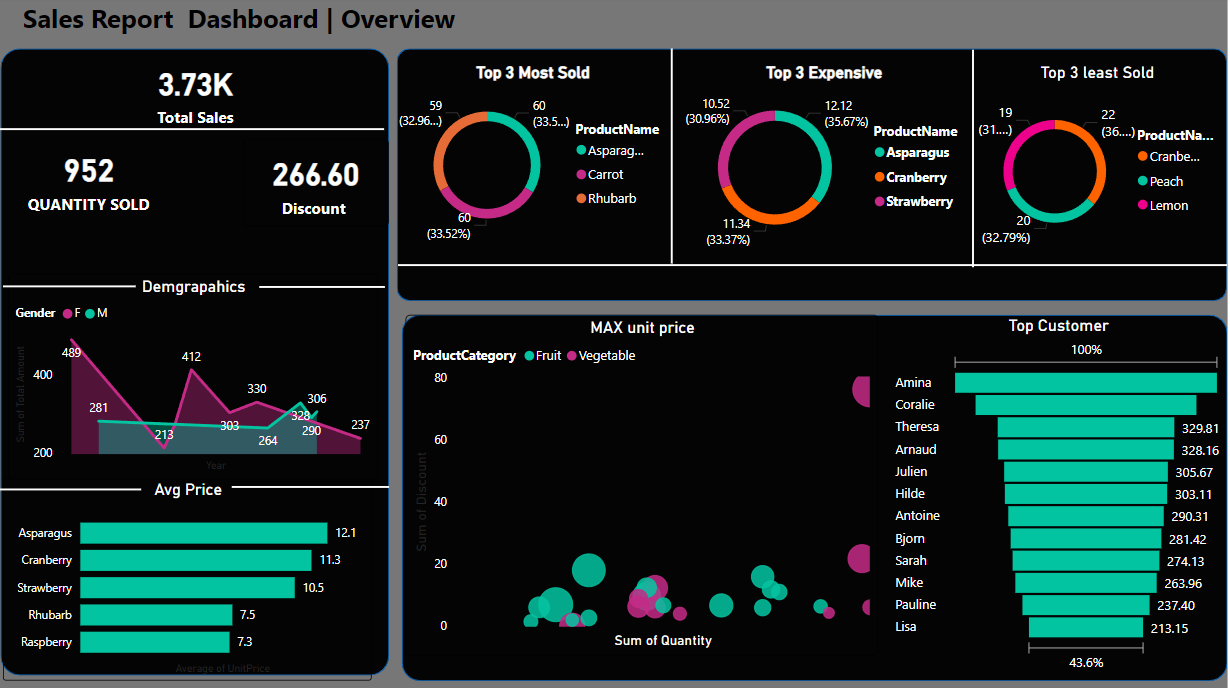 Sales Report  Dashboard | Overview
3.73K
Total Sales
952
QUANTITY SOLD
266.60
Discount
Demgrapahics
Gender F M
Sum of Total Amount
400
200
489
281
213
412
303
330
264
328
290
306
237
Year
Avg Price
Asparagus 12.1
Cranberry 11.3
Strawberry 10.5
Rhubarb 7.5
Raspberry 7.3
Average of UnitPrice
Top 3 Most Sold
59
(32.96...)
60
(33.5...)
60
(33.52%)
ProductName
Asparag...
Carrot
Rhubarb
Top 3 Expensive
10.52
(30.96%)
12.12
(35.67%)
11.34
(33.37%)
ProductName
Asparagus
Cranberry
Strawberry
Top 3 least Sold
19
(31....)
22
(36....)
20
(32.79%)
ProductNa...
Cranbe...
Peach
Lemon
MAX unit price
ProductCategory Fruit Vegetable
Sum of Discount
80
60
40
20
0
Sum of Quantity
Top Customer
100%
Amina
Coralie
Theresa 329.81
Arnaud 328.16
Julien 305.67
Hilde 303.11
Antoine 290.31
Bjorn 281.42
Sarah 274.13
Mike 263.96
Pauline 237.40
Lisa 213.15
43.6%